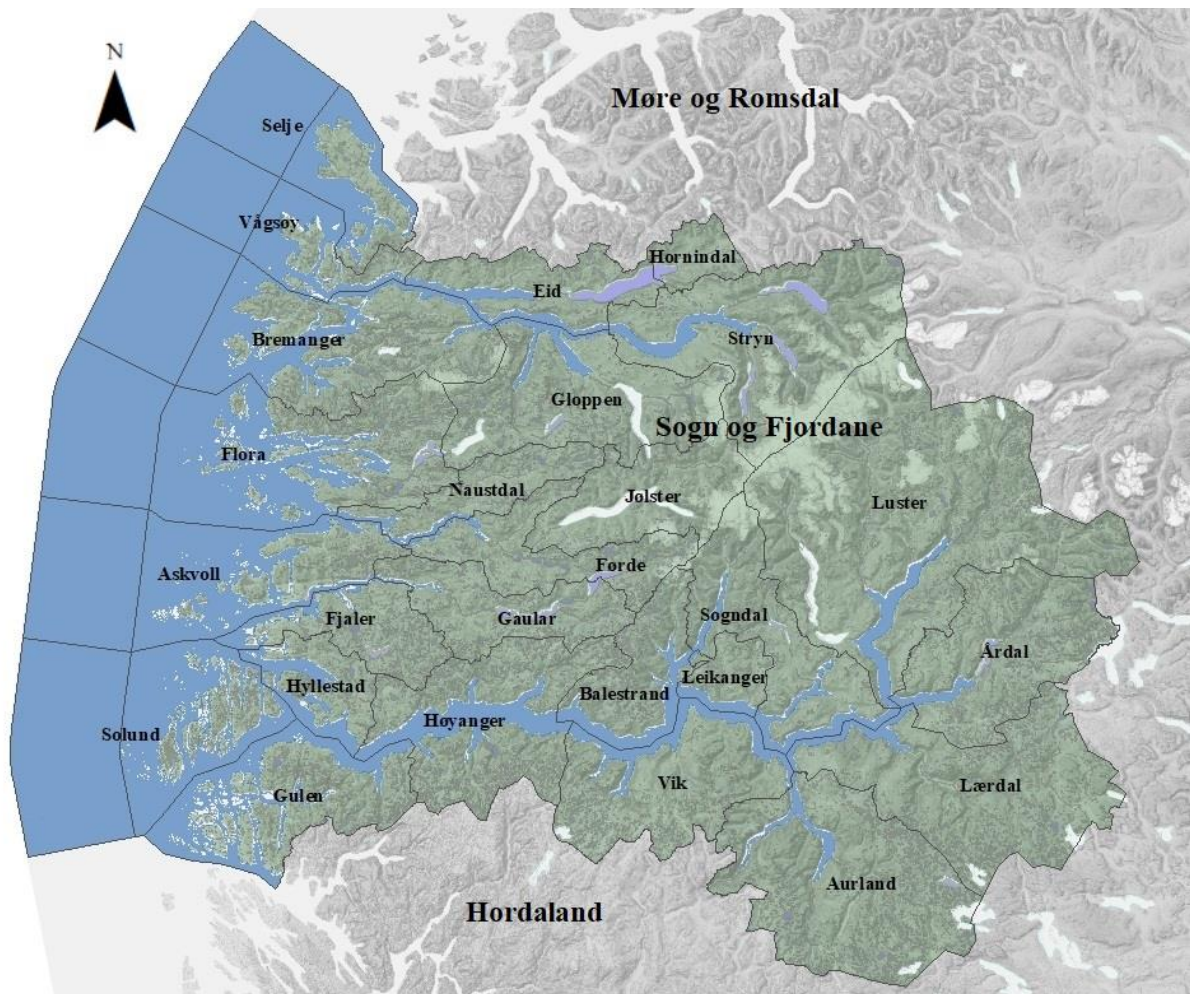 N
Møre og Romsdal
Selje
Vågsøy
Hornindal
Eid
Bremanger
Stryn
Gloppen
Sogn og Fjordane
Flora
Naustdal
Jølster
Luster
Askvoll
Førde
Fjaler
Gaular
Sogndal
Årdal
Hyllestad
Balestrand
Leikanger
Solund
Høyanger
Gulen
Vik
Lærdal
Aurland
Hordaland